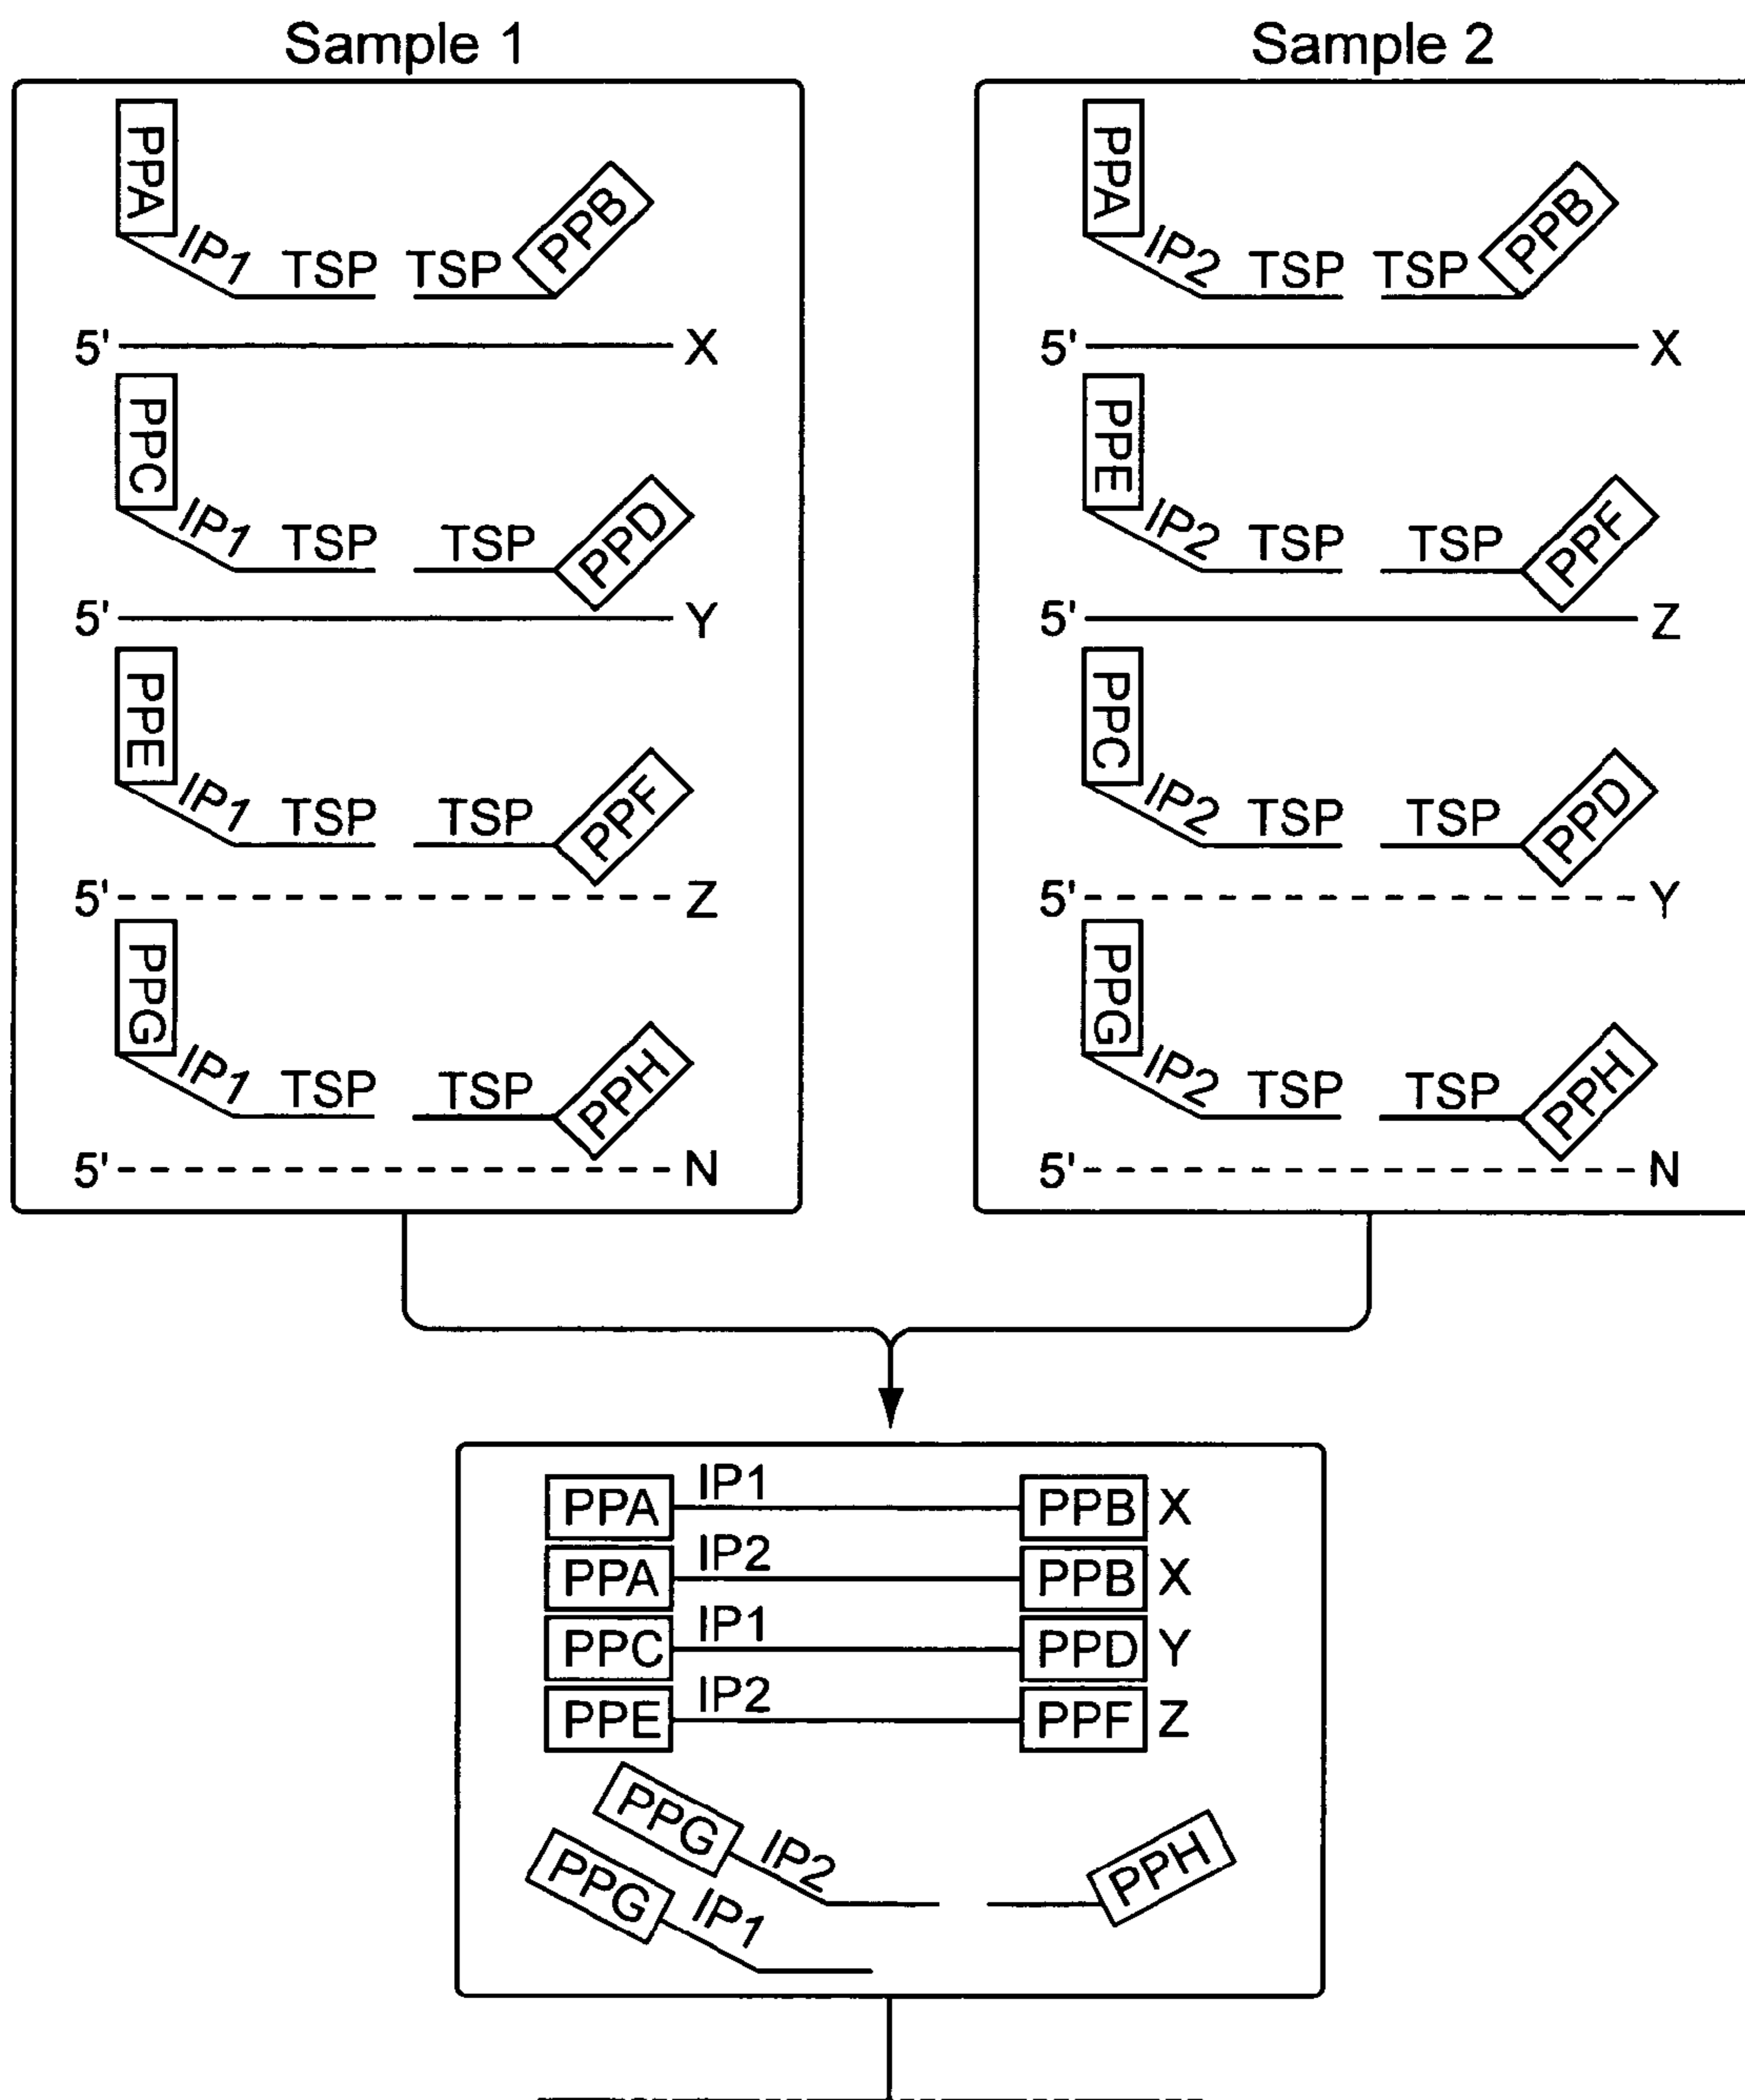 Sample 1
PPA
IP1 TSP TSP PPB
5' X
PPC
IP1 TSP TSP PPD
5' Y
PPE
IP1 TSP TSP PPF
5' Z
PPG
IP1 TSP TSP PPH
5' N
Sample 2
PPA
IP2 TSP TSP PPB
5' X
PPE
IP2 TSP TSP PPF
5' Z
PPC
IP2 TSP TSP PPD
5' Y
PPG
IP2 TSP TSP PPH
5' N
PPA IP1 PPB X
PPA IP2 PPB X
PPC IP1 PPD Y
PPE IP2 PPF Z
PPG IP2 PPH
PPG IP1